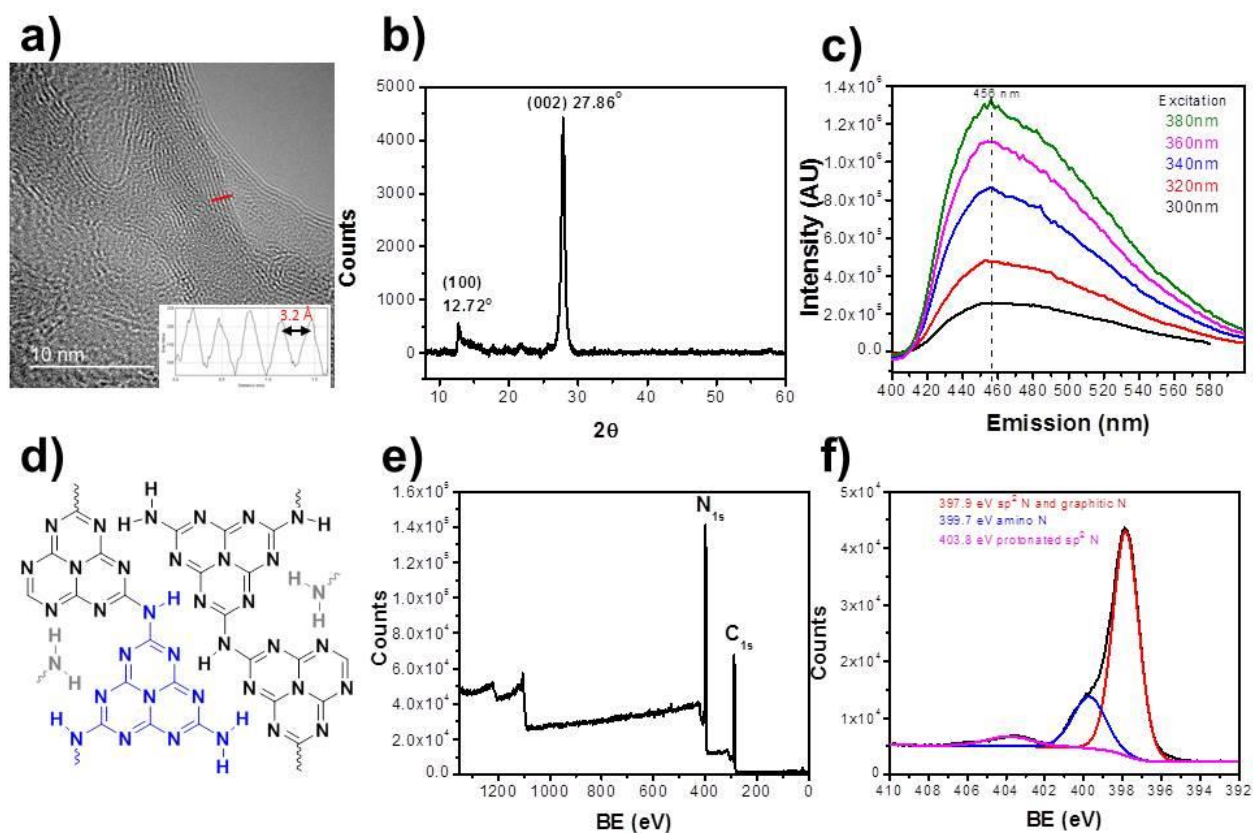 a)
3.2 Å
10 nm
b)
5000
4000
3000
2000
1000
0
Counts
(002) 27.86°
(100)
12.72°
10 20 30 40 50 60
2θ
c)
456 nm
Excitation
380nm
360nm
340nm
320nm
300nm
1.4x10⁶
1.2x10⁶
1.0x10⁶
8.0x10⁵
6.0x10⁵
4.0x10⁵
2.0x10⁵
0.0
Intensity (AU)
400 420 440 460 480 500 520 540 560 580
Emission (nm)
d)
e)
1.6x10⁵
1.4x10⁵
1.2x10⁵
1.0x10⁵
8.0x10⁴
6.0x10⁴
4.0x10⁴
2.0x10⁴
0.0
Counts
N1s
C1s
1200 1000 800 600 400 200 0
BE (eV)
f)
397.9 eV sp² N and graphitic N
399.7 eV amino N
403.8 eV protonated sp² N
5x10⁴
4x10⁴
3x10⁴
2x10⁴
1x10⁴
0
Counts
410 408 406 404 402 400 398 396 394 392
BE (eV)